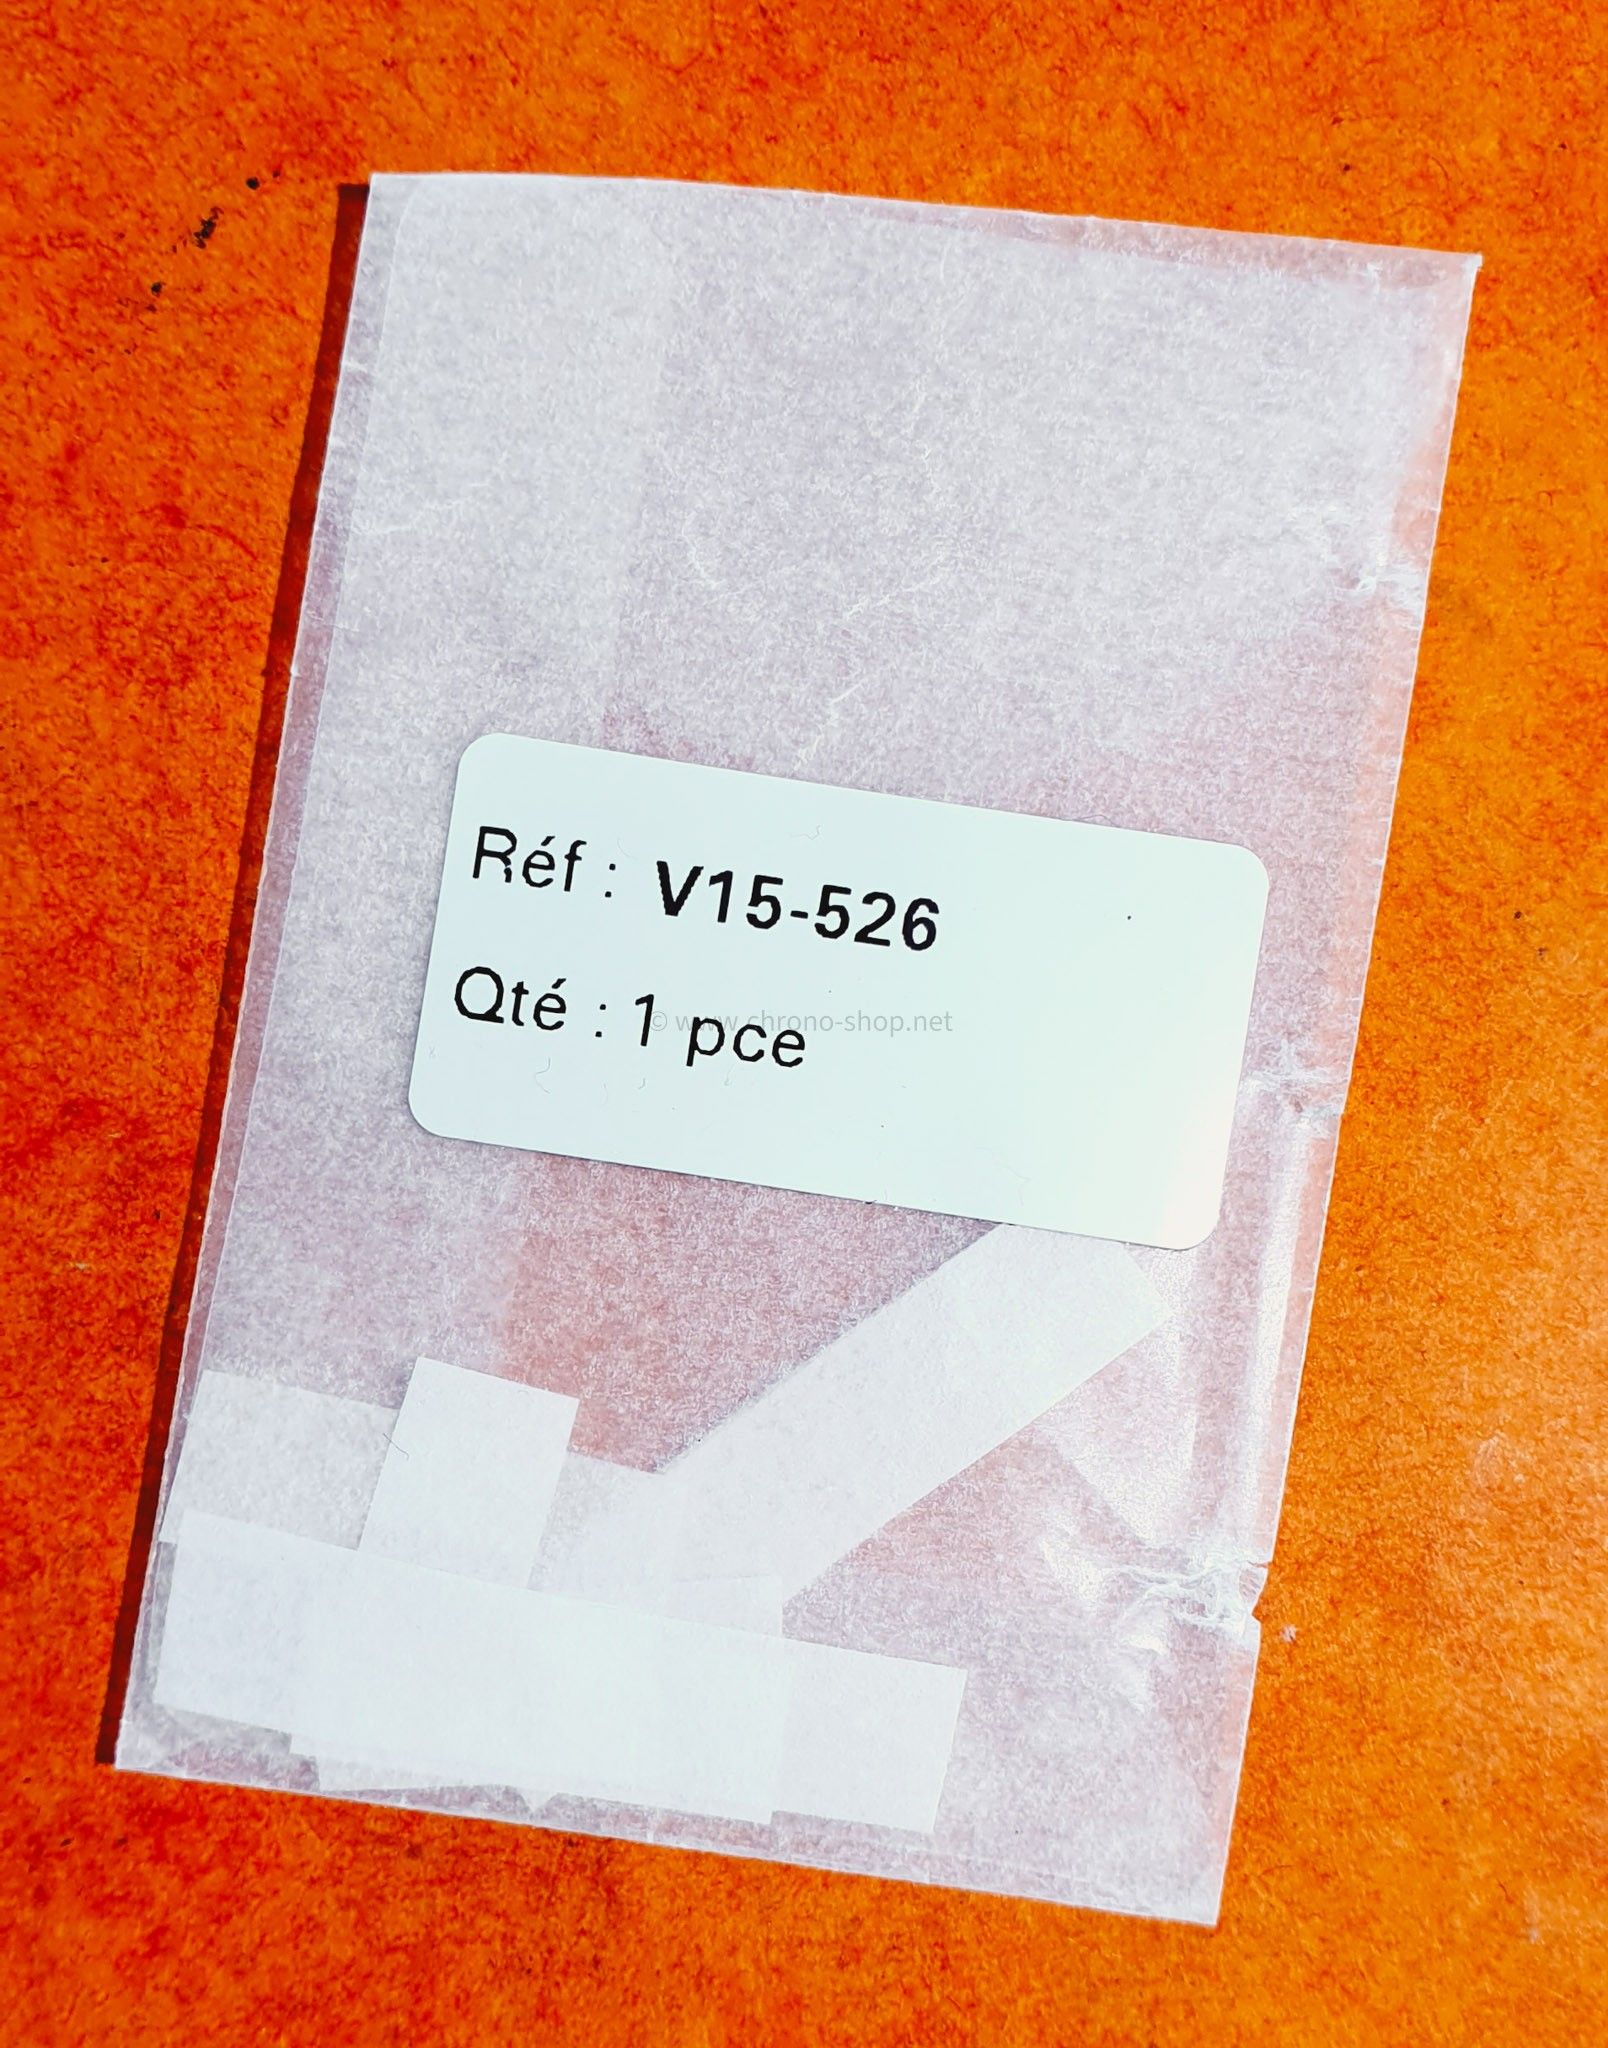 Réf : V15-526
Qté : 1 pce
© www.chrono-shop.net